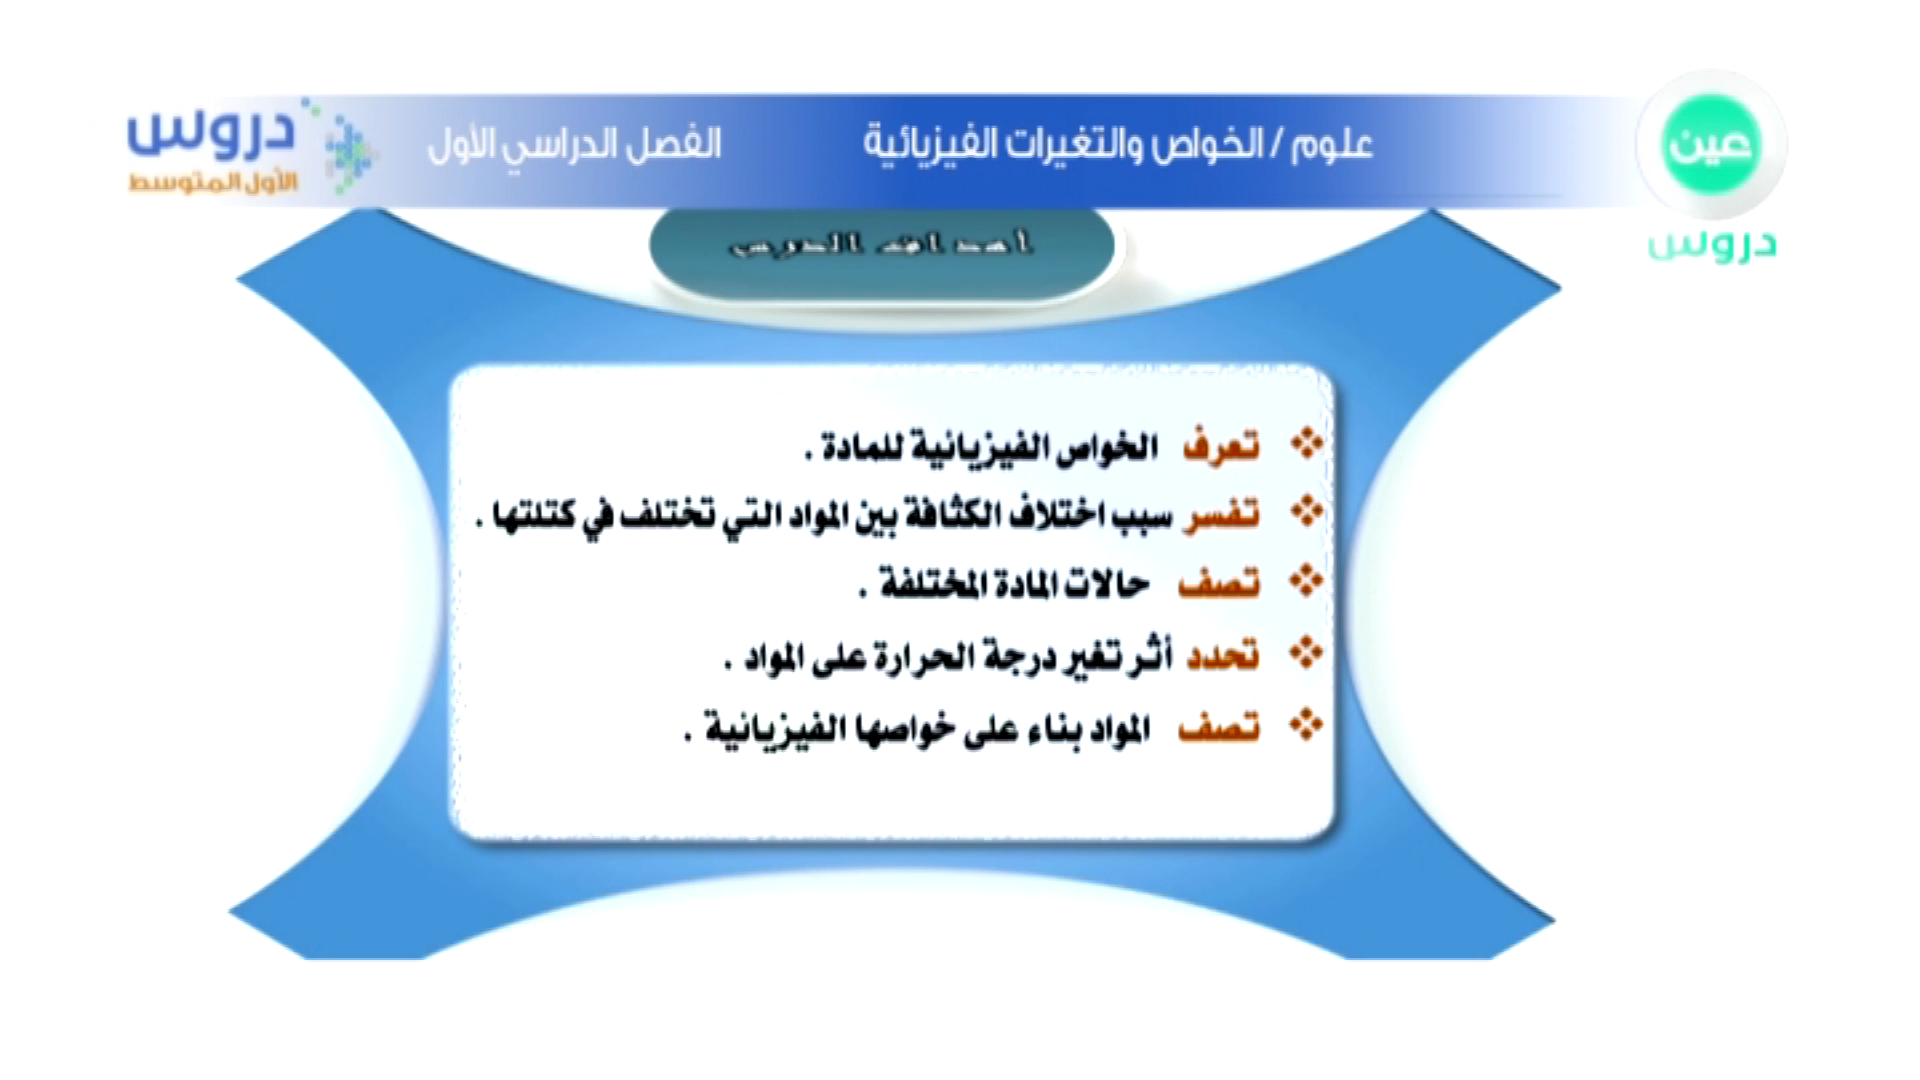 علوم / الخواص والتغيرات الفيزيائية
الفصل الدراسي الأول
دروس
الأول المتوسط
عين
دروس
أهداف الدرس
تعرف الخواص الفيزيائية للمادة .
تفسر سبب اختلاف الكثافة بين المواد التي تختلف في كتلتها .
تصف حالات المادة المختلفة .
تحدد أثر تغير درجة الحرارة على المواد .
تصف المواد بناء على خواصها الفيزيائية .